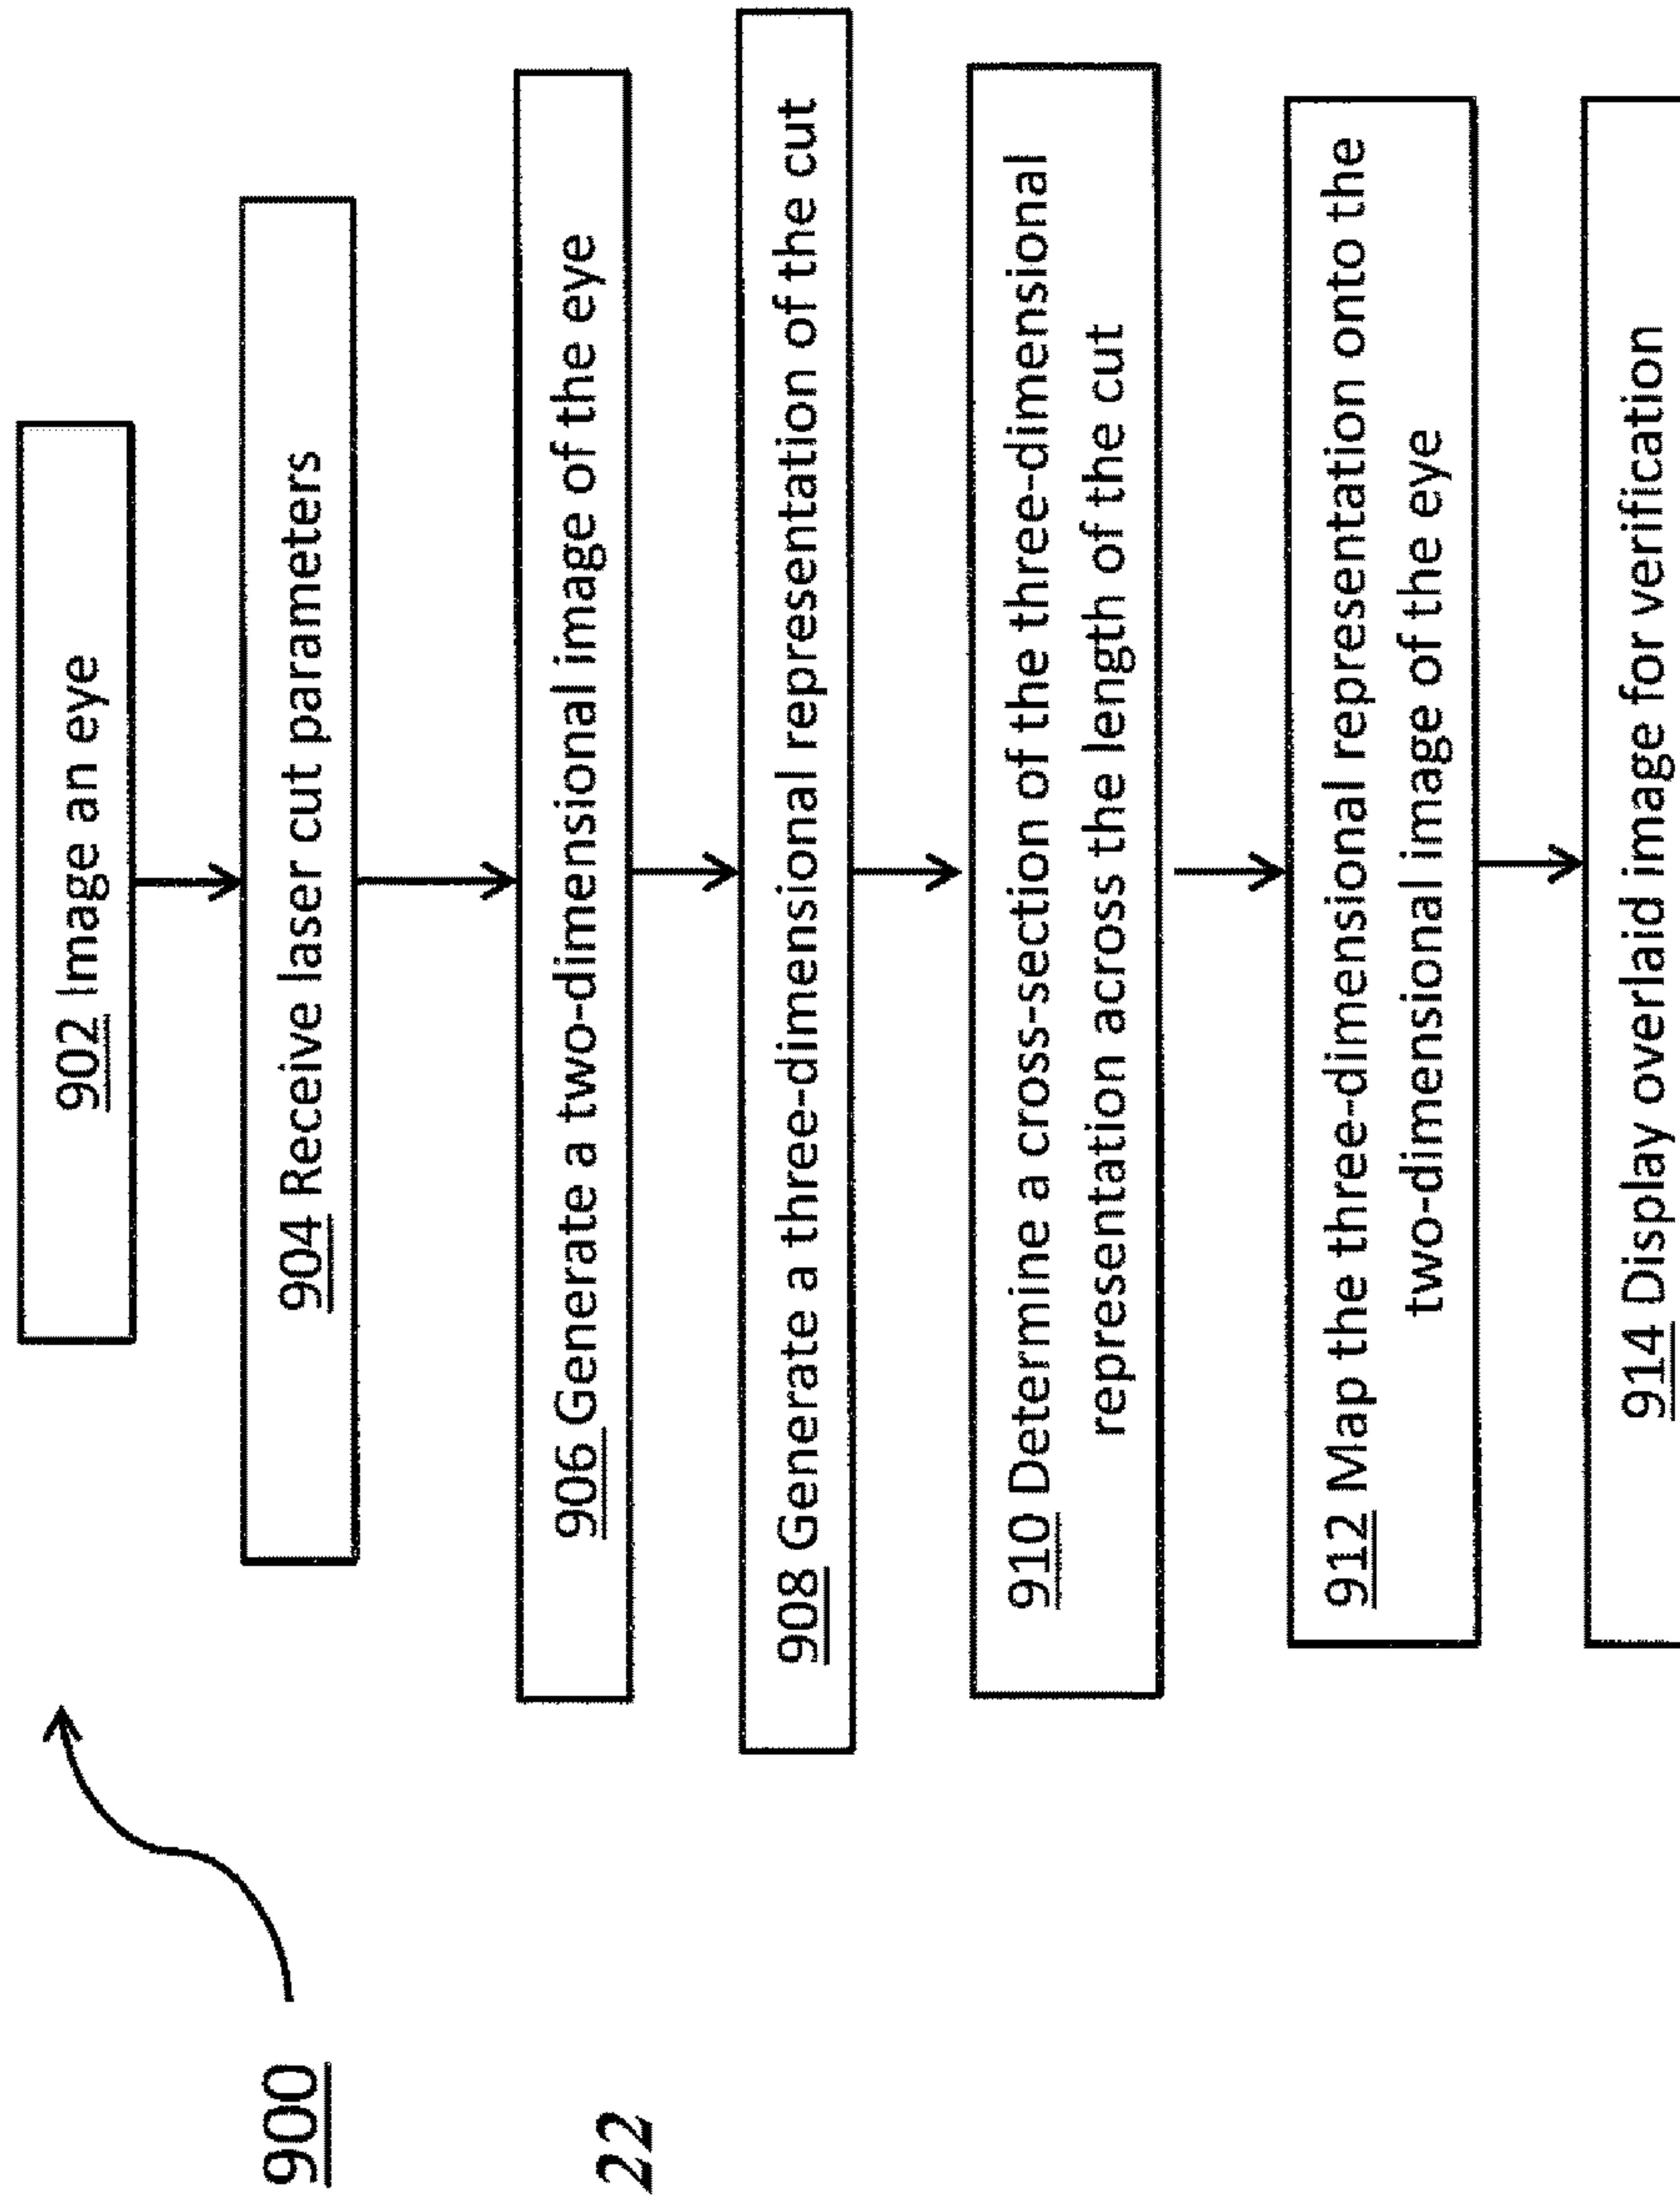 902 Image an eye
904 Receive laser cut parameters
906 Generate a two-dimensional image of the eye
908 Generate a three-dimensional representation of the cut
910 Determine a cross-section of the three-dimensional
representation across the length of the cut
912 Map the three-dimensional representation onto the
two-dimensional image of the eye
914 Display overlaid image for verification
900
22